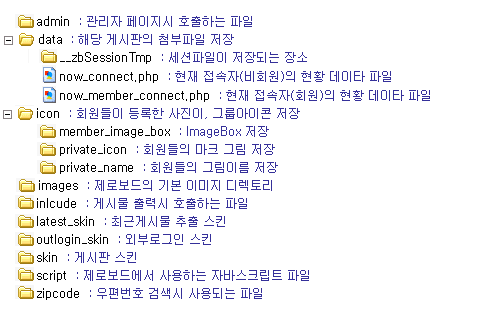 admin : 관리자 페이지시 호출하는 파일
data : 해당 게시판의 첨부파일 저장
__zbSessionTmp : 세션파일이 저장되는 장소
now_connect.php : 현재 접속자(비회원)의 현황 데이타 파일
now_member_connect.php : 현재 접속자(회원)의 현황 데이타 파일
icon : 회원들이 등록한 사진이, 그룹아이콘 저장
member_image_box : ImageBox 저장
private_icon : 회원들의 마크 그림 저장
private_name : 회원들의 그림이름 저장
images : 제로보드의 기본 이미지 디렉토리
inlcude : 게시물 출력시 호출하는 파일
latest_skin : 최근게시물 추출 스킨
outlogin_skin : 외부로그인 스킨
skin : 게시판 스킨
script : 제로보드에서 사용하는 자바스크립트 파일
zipcode : 우편번호 검색시 사용되는 파일